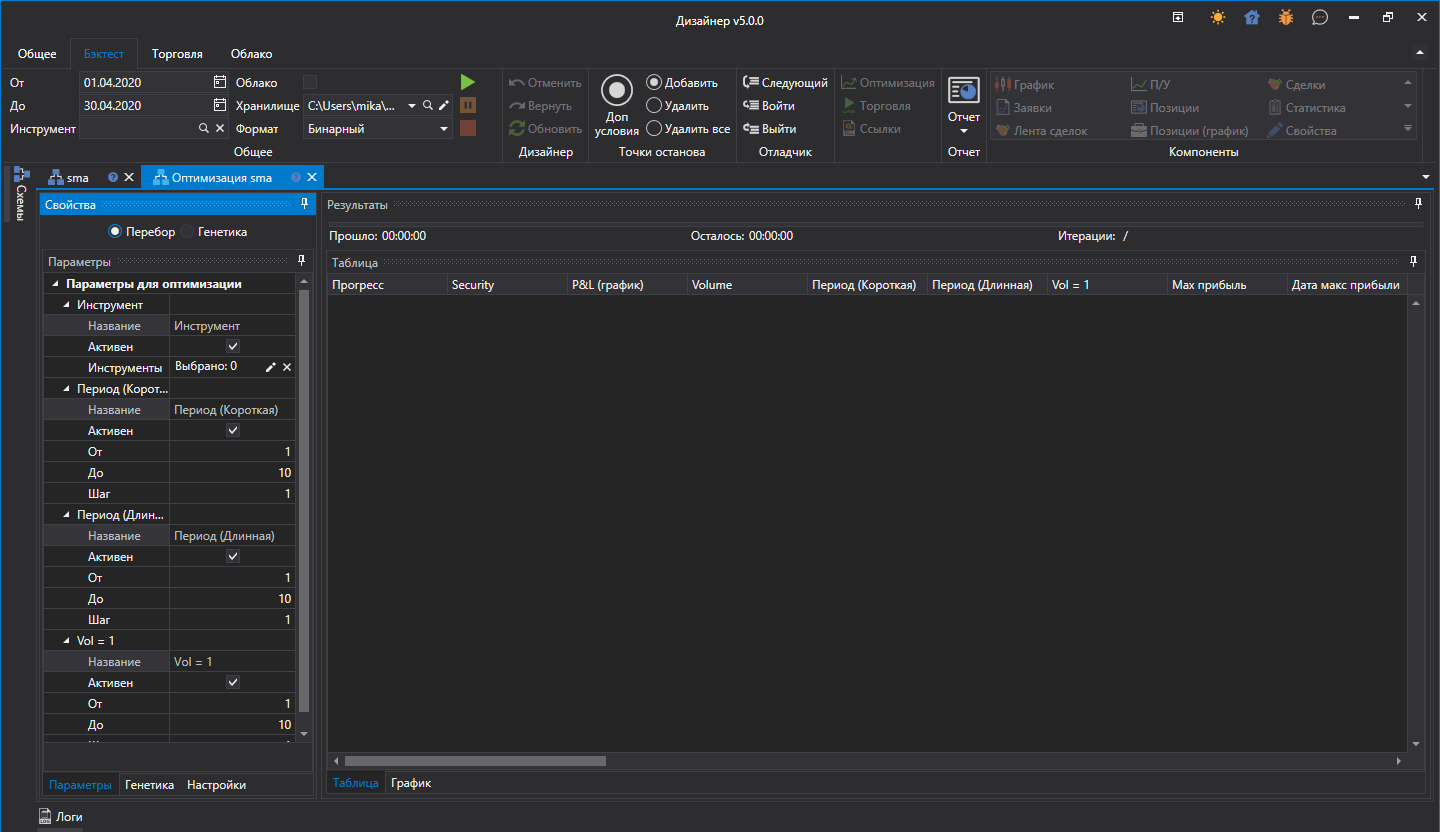 Дизайнер v5.0.0
Общее Бэктест Торговля Облако
От 01.04.2020 Облако
До 30.04.2020 Хранилище C:\Users\mika\...
Инструмент Формат Бинарный
Общее
Отменить
Вернуть
Обновить
Дизайнер
Доп условия
Добавить
Удалить
Удалить все
Точки останова
Следующий
Войти
Выйти
Отладчик
Оптимизация
Торговля
Ссылки
Отчет
Отчет
График П/У Сделки
Заявки Позиции Статистика
Лента сделок Позиции (график) Свойства
Компоненты
Схемы
sma Оптимизация sma
Свойства
Перебор Генетика
Параметры
Параметры для оптимизации
Инструмент
Название Инструмент
Активен
Инструменты Выбрано: 0
Период (Корот...
Название Период (Короткая)
Активен
От 1
До 10
Шаг 1
Период (Длин...
Название Период (Длинная)
Активен
От 1
До 10
Шаг 1
Vol = 1
Название Vol = 1
Активен
От 1
До 10
Параметры Генетика Настройки
Результаты
Прошло: 00:00:00 Осталось: 00:00:00 Итерации: /
Таблица
Прогресс Security P&L (график) Volume Период (Короткая) Период (Длинная) Vol = 1 Мах прибыль Дата макс прибыли
Таблица График
Логи